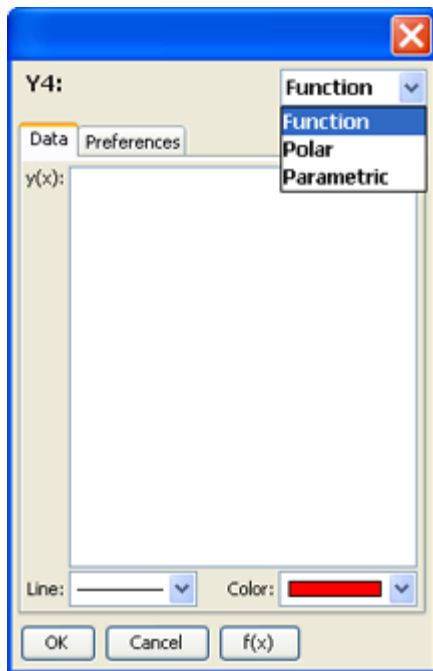 Y4:
Function
Function
Polar
Parametric
Data Preferences
y(x):
Line: Color:
OK Cancel f(x)